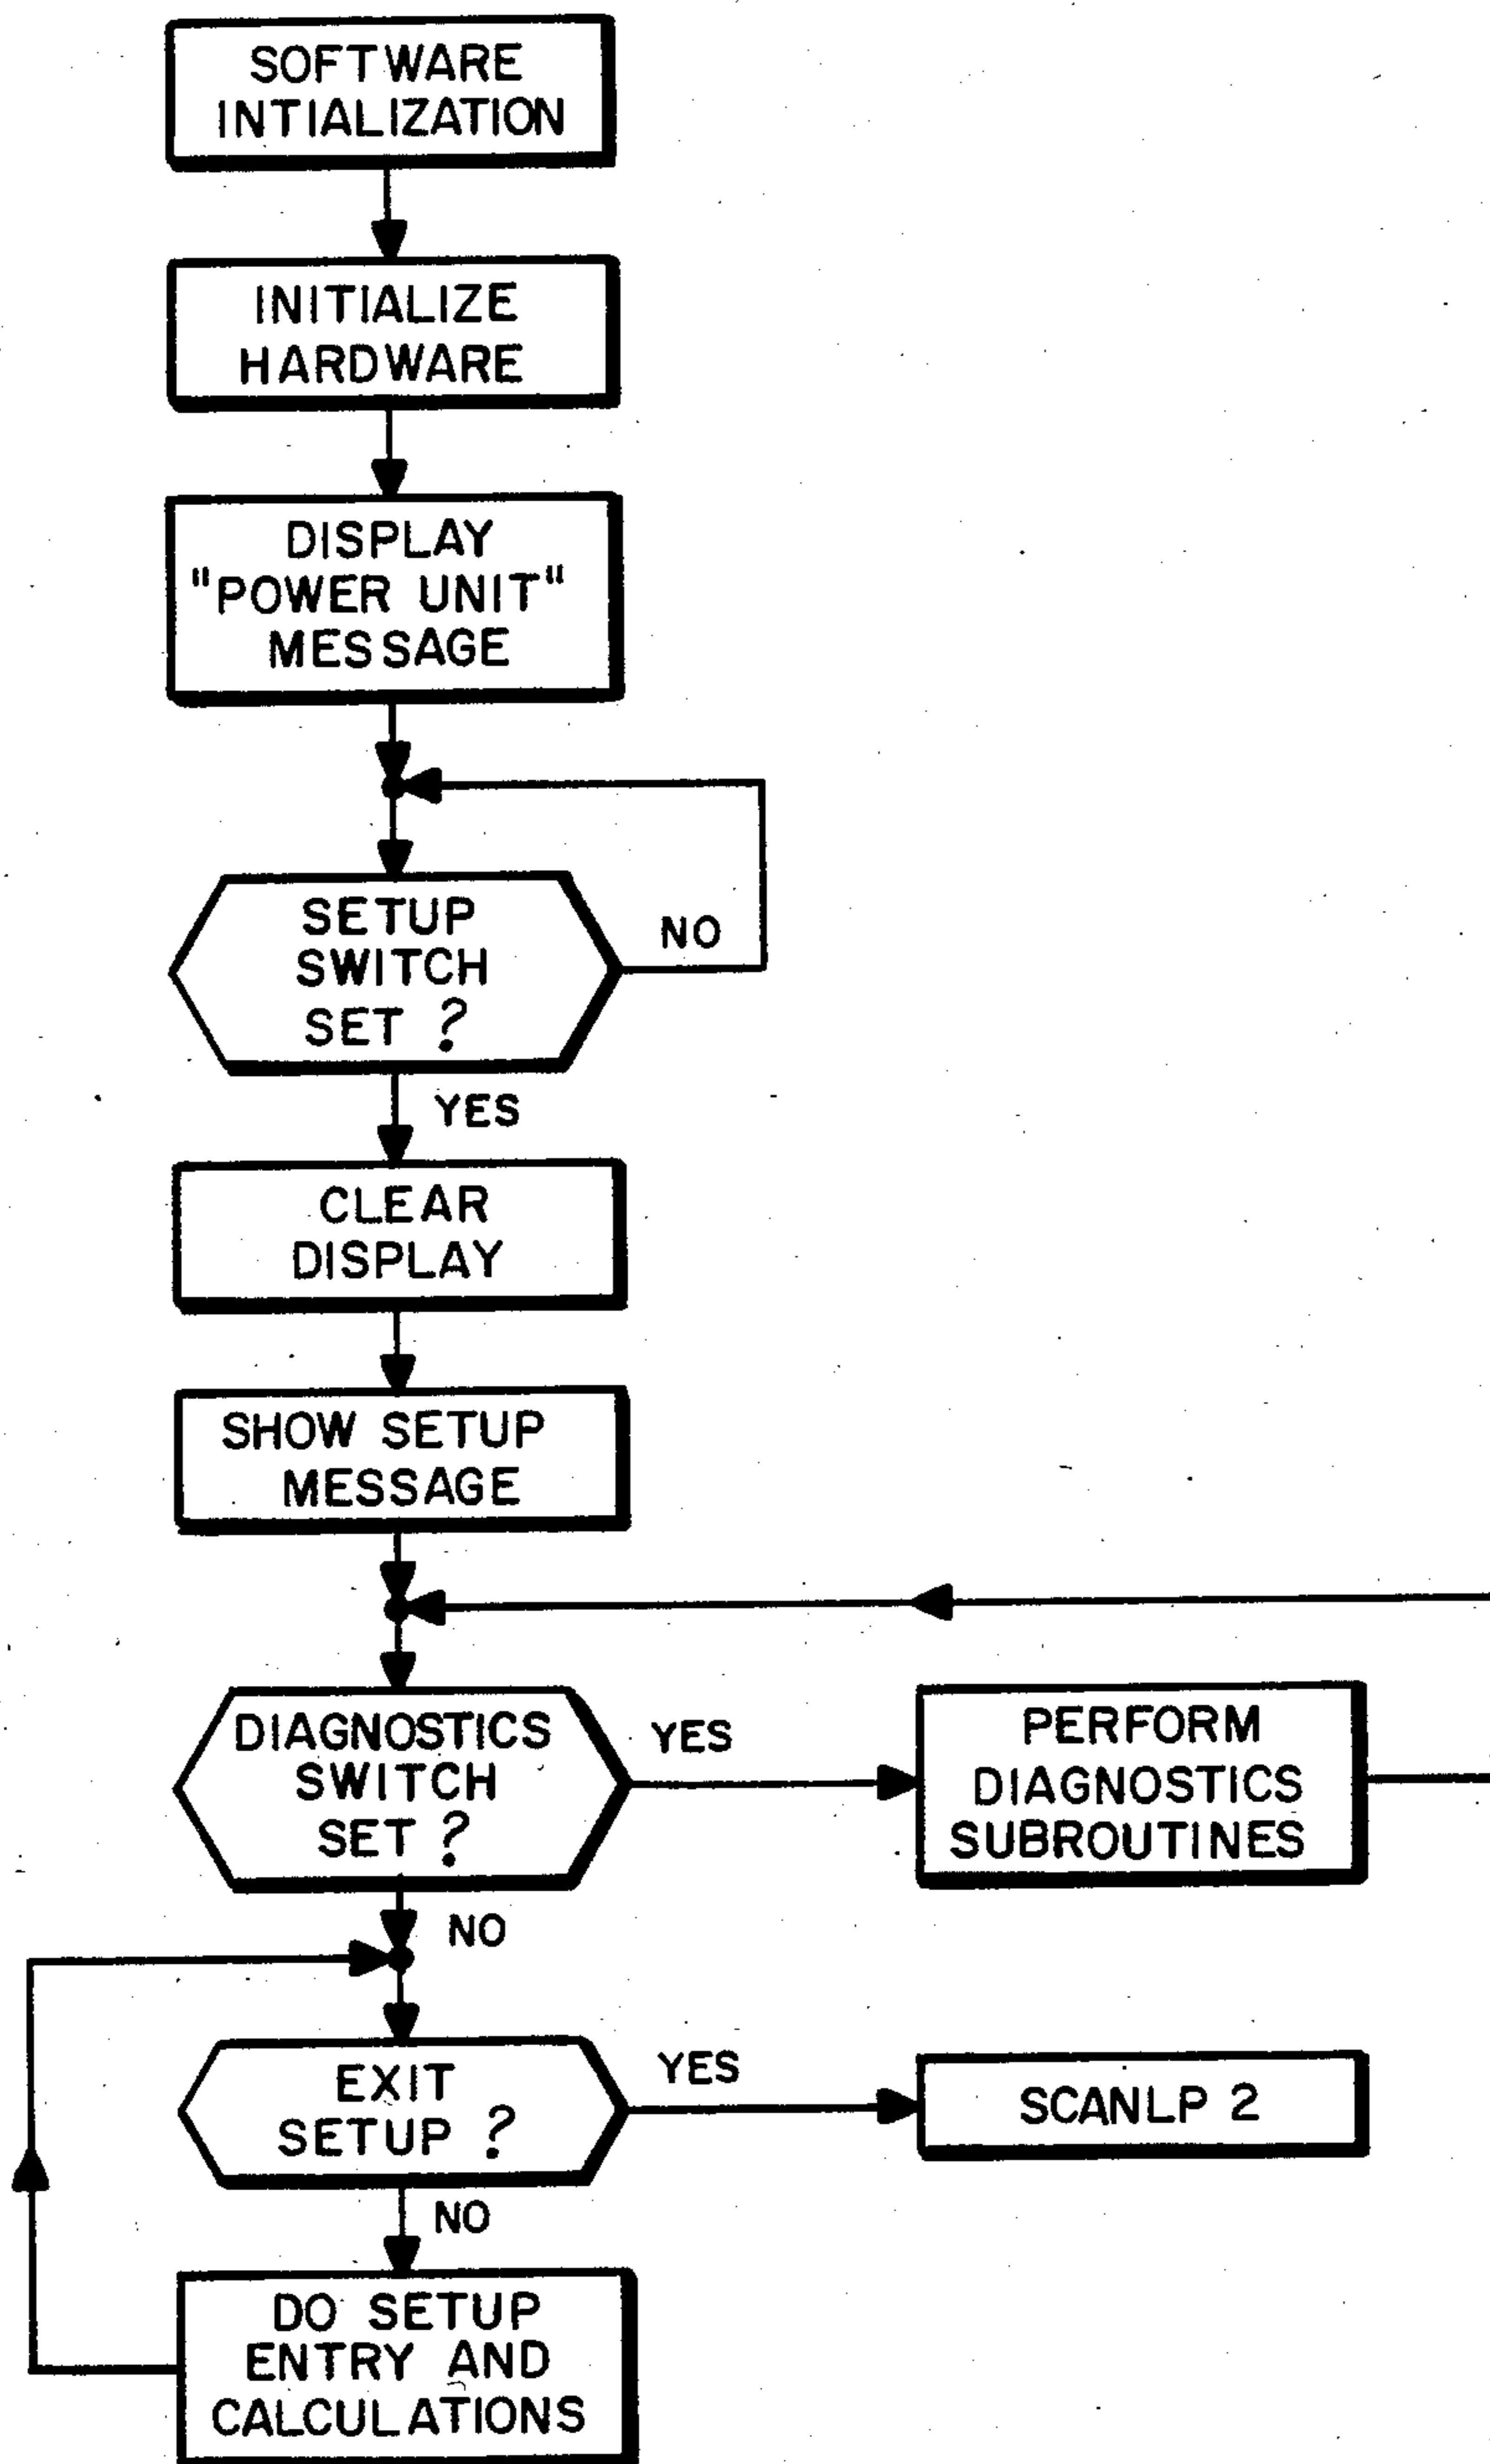 SOFTWARE
INTIALIZATION
INITIALIZE
HARDWARE
DISPLAY
"POWER UNIT"
MESSAGE
SETUP
SWITCH
SET ?
NO
YES
CLEAR
DISPLAY
SHOW SETUP
MESSAGE
DIAGNOSTICS
SWITCH
SET ?
YES
PERFORM
DIAGNOSTICS
SUBROUTINES
NO
EXIT
SETUP ?
YES
SCANLP 2
NO
DO SETUP
ENTRY AND
CALCULATIONS